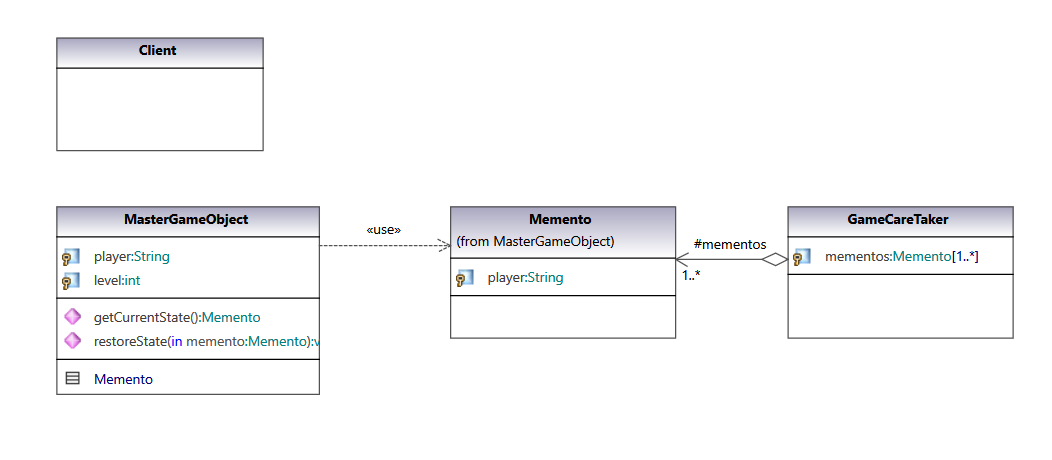 Client
MasterGameObject
player:String
level:int
getCurrentState():Memento
restoreState(in memento:Memento):v
Memento
«use»
Memento
(from MasterGameObject)
player:String
#mementos
1..*
GameCareTaker
mementos:Memento[1..*]